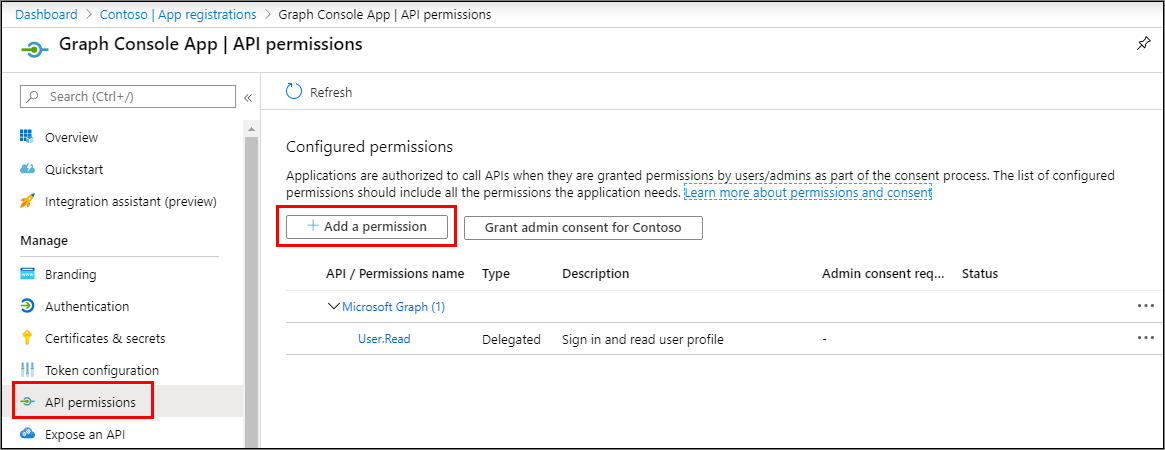 Dashboard > Contoso | App registrations > Graph Console App | API permissions
Graph Console App | API permissions
Search (Ctrl+/)
«
Overview
Quickstart
Integration assistant (preview)
Manage
Branding
Authentication
Certificates & secrets
Token configuration
API permissions
Expose an API
Refresh
Configured permissions
Applications are authorized to call APIs when they are granted permissions by users/admins as part of the consent process. The list of configured
permissions should include all the permissions the application needs. Learn more about permissions and consent
+ Add a permission
Grant admin consent for Contoso
API / Permissions name Type Description Admin consent req... Status
Microsoft Graph (1) ...
User.Read Delegated Sign in and read user profile - ...